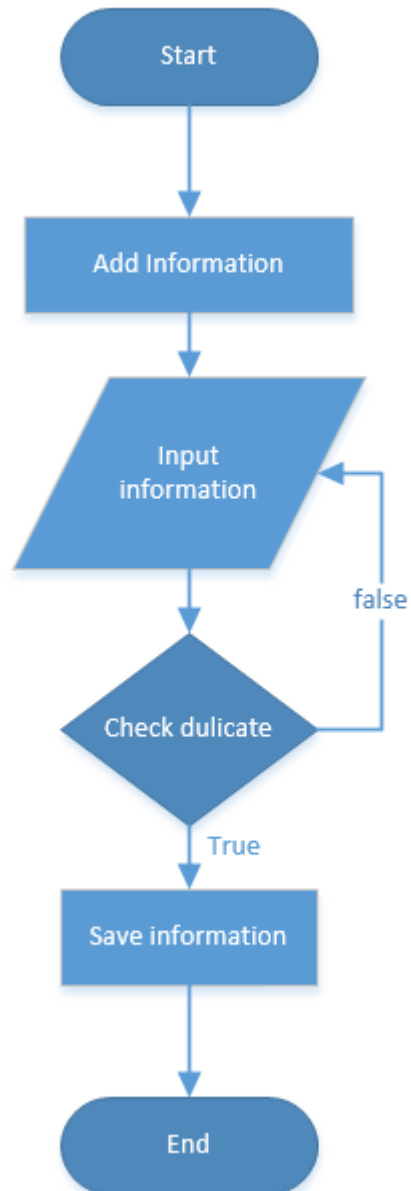 Start
Add Information
Input
information
false
Check dulicate
True
Save information
End